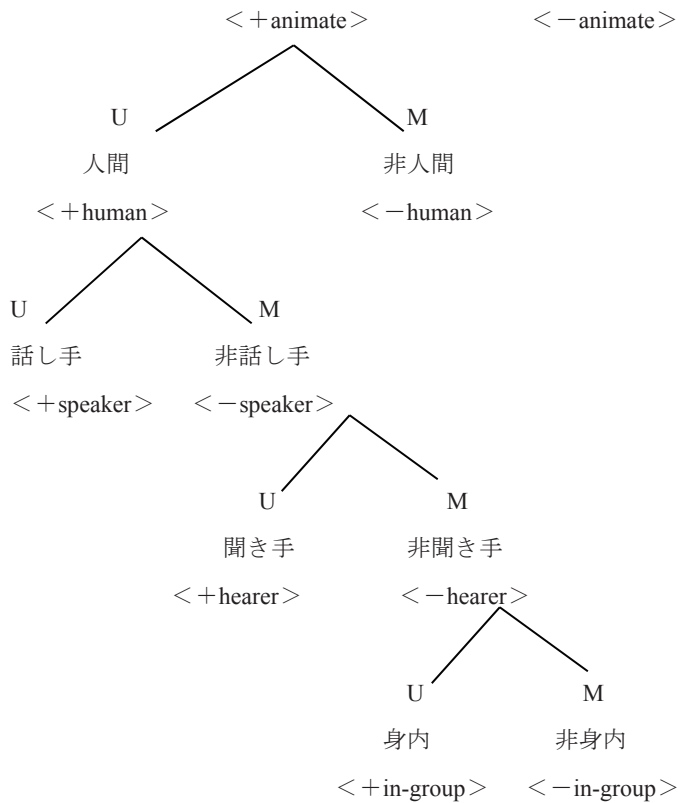 ＜＋animate＞ ＜－animate＞
U M
人間 非人間
＜＋human＞ ＜－human＞
U M
話し手 非話し手
＜＋speaker＞ ＜－speaker＞
U M
聞き手 非聞き手
＜＋hearer＞ ＜－hearer＞
U M
身内 非身内
＜＋in-group＞ ＜－in-group＞